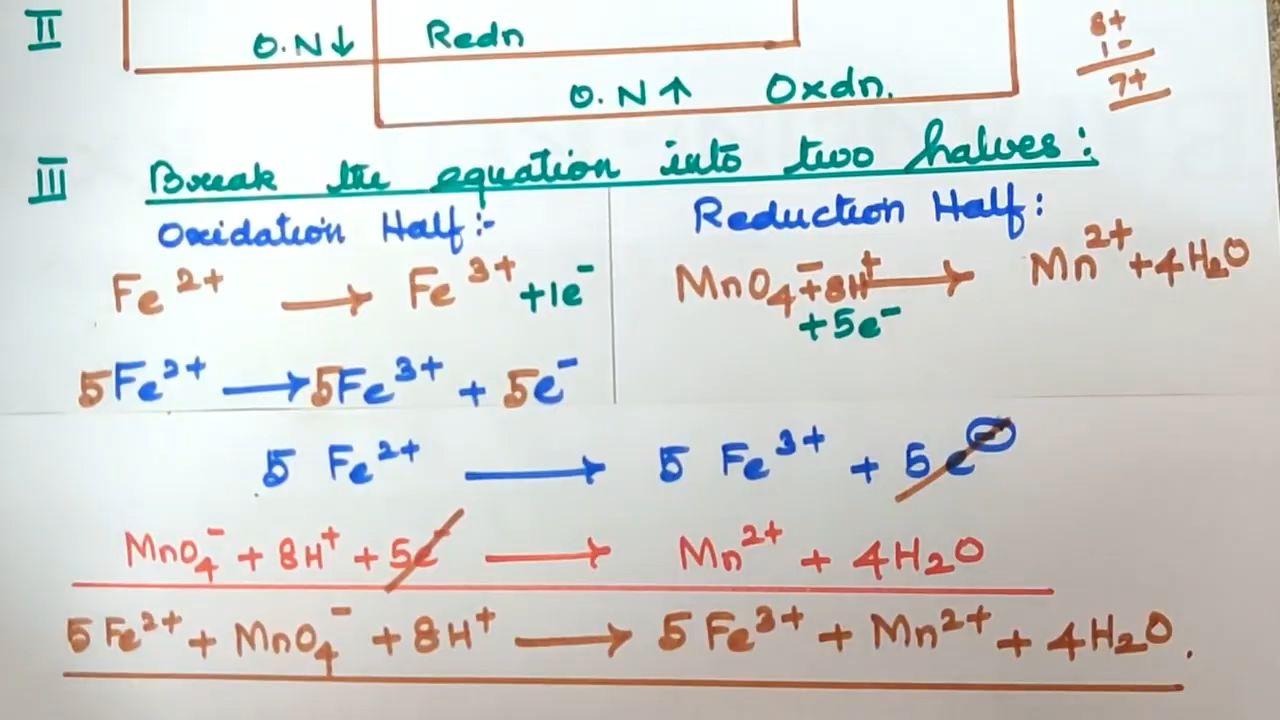 II
O.N↓ Redn
8+
1-
7+
O.N↑ Oxdn.
III Break the equation into two halves:
Oxidation Half:-
Reduction Half:
Fe²⁺ ⟶ Fe³⁺ +1e⁻
MnO₄⁻+8H⁺ ⟶ Mn²⁺ +4H₂O
+5e⁻
5Fe²⁺ ⟶ 5Fe³⁺ + 5e⁻
5 Fe²⁺ ⟶ 5 Fe³⁺ + 5e⁻
MnO₄⁻ + 8H⁺ + 5e⁻ ⟶ Mn²⁺ + 4H₂O
5Fe²⁺ + MnO₄⁻ + 8H⁺ ⟶ 5Fe³⁺ + Mn²⁺ + 4H₂O.